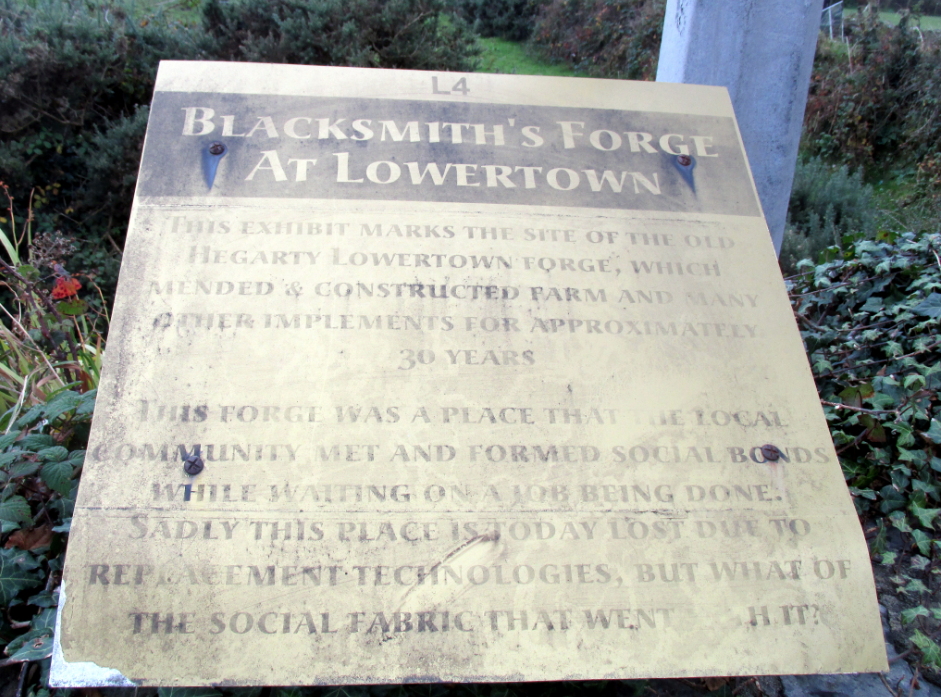 L4
BLACKSMITH'S FORGE
AT LOWERTOWN
THIS EXHIBIT MARKS THE SITE OF THE OLD
HEGARTY LOWERTOWN FORGE, WHICH
MENDED & CONSTRUCTED FARM AND MANY
OTHER IMPLEMENTS FOR APPROXIMATELY
30 YEARS
THIS FORGE WAS A PLACE THAT THE LOCAL
COMMUNITY MET AND FORMED SOCIAL BONDS
WHILE WAITING ON A JOB BEING DONE.
SADLY THIS PLACE IS TODAY LOST DUE TO
REPLACEMENT TECHNOLOGIES, BUT WHAT OF
THE SOCIAL FABRIC THAT WENT H IT?